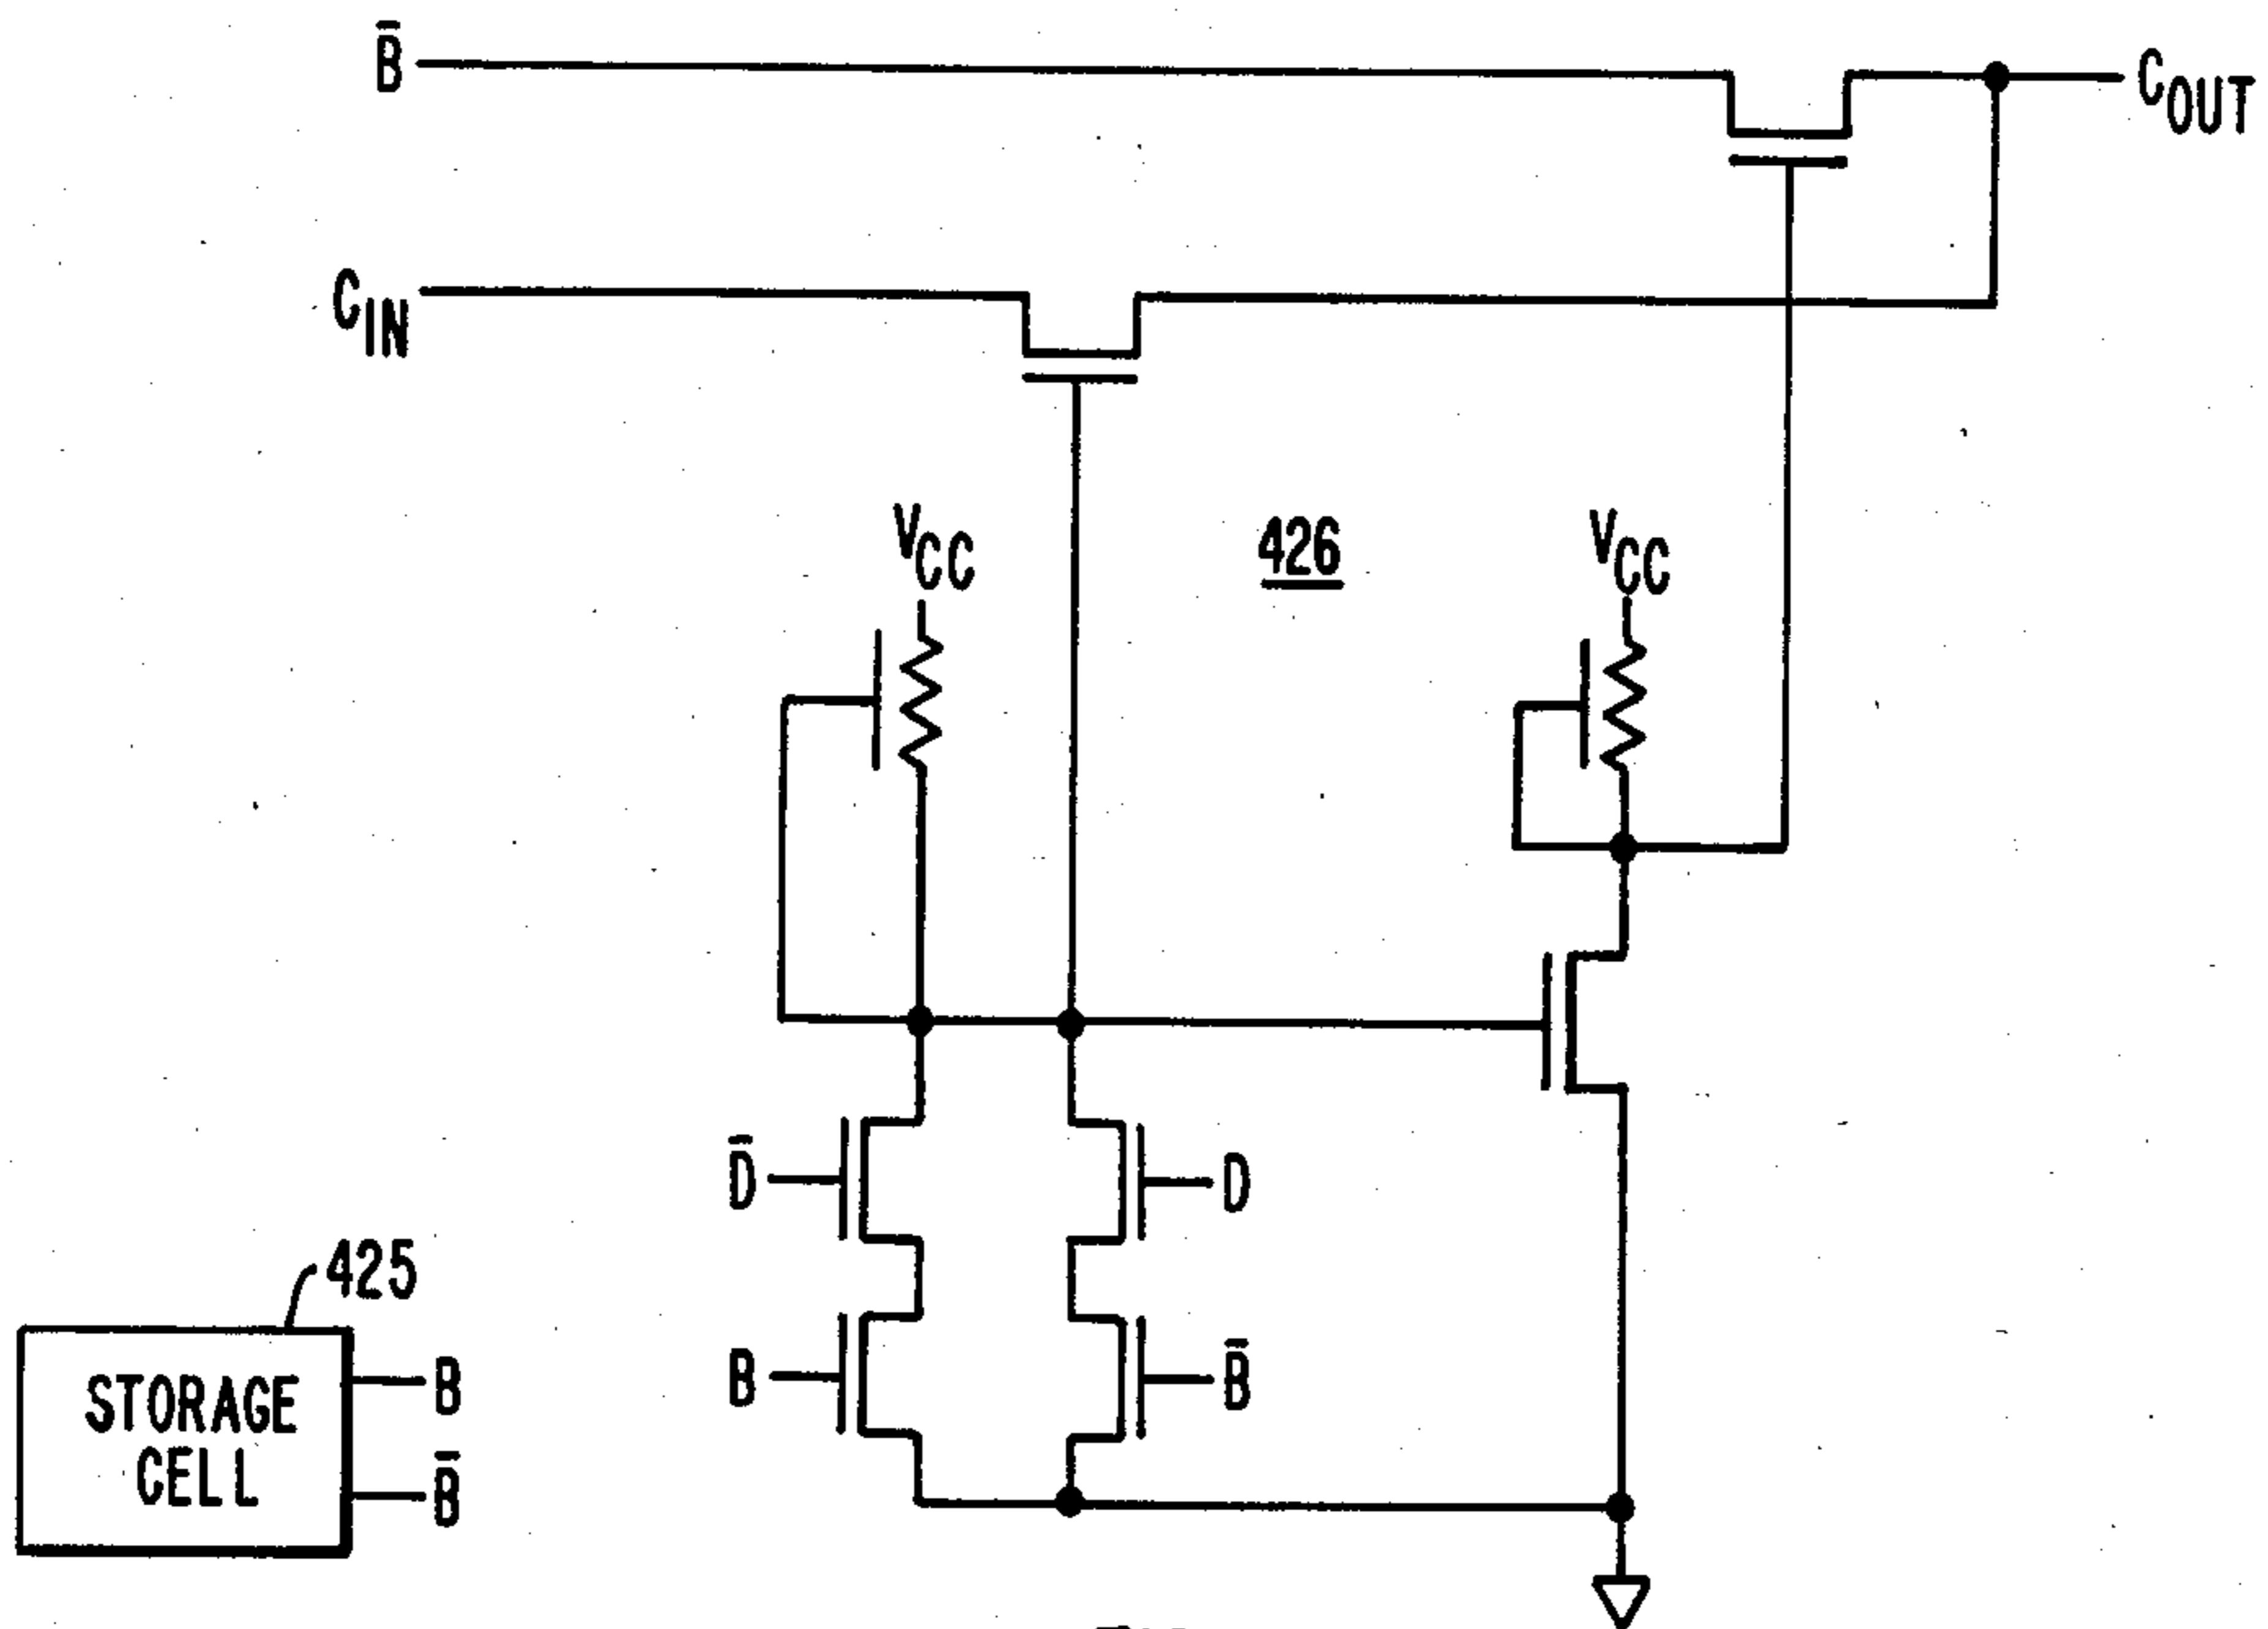 B̄
C_OUT
C_IN
V_CC
426
V_CC
D̄
D
425
B
B̄
STORAGE
CELL
B
B̄